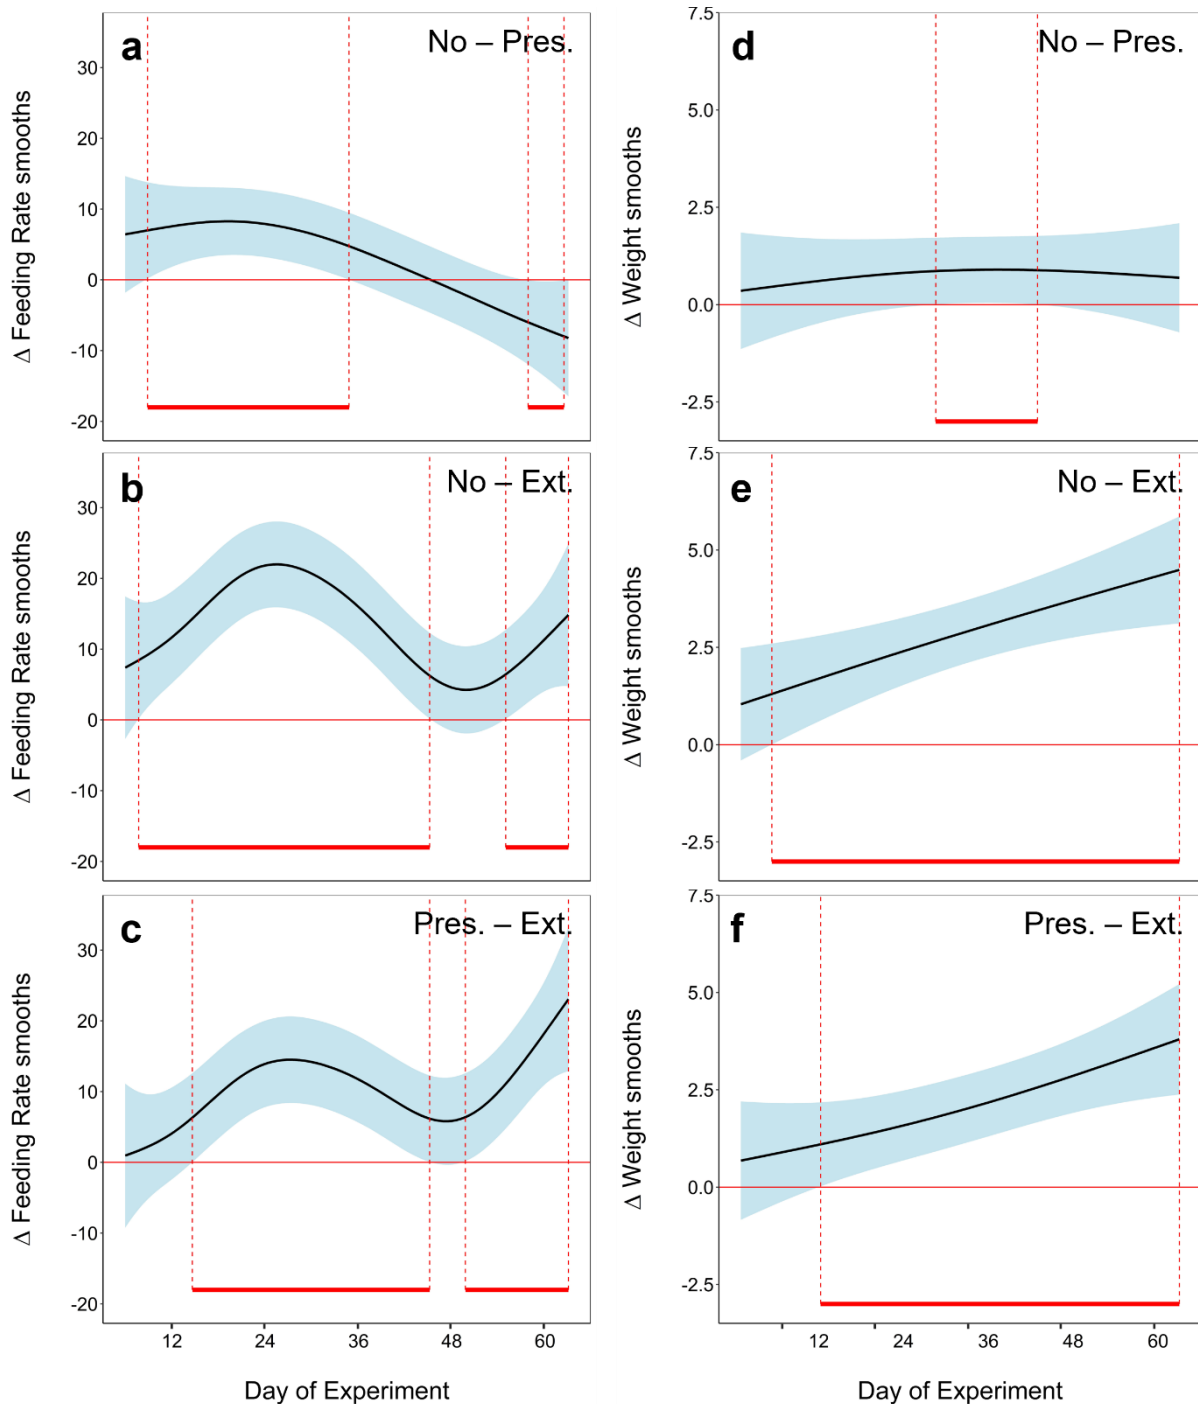 a
No – Pres.
Δ Feeding Rate smooths
30
20
10
0
-10
-20
d
No – Pres.
Δ Weight smooths
7.5
5.0
2.5
0.0
-2.5
b
No – Ext.
Δ Feeding Rate smooths
30
20
10
0
-10
-20
e
No – Ext.
Δ Weight smooths
7.5
5.0
2.5
0.0
-2.5
c
Pres. – Ext.
Δ Feeding Rate smooths
30
20
10
0
-10
-20
12 24 36 48 60
Day of Experiment
f
Pres. – Ext.
Δ Weight smooths
7.5
5.0
2.5
0.0
-2.5
12 24 36 48 60
Day of Experiment